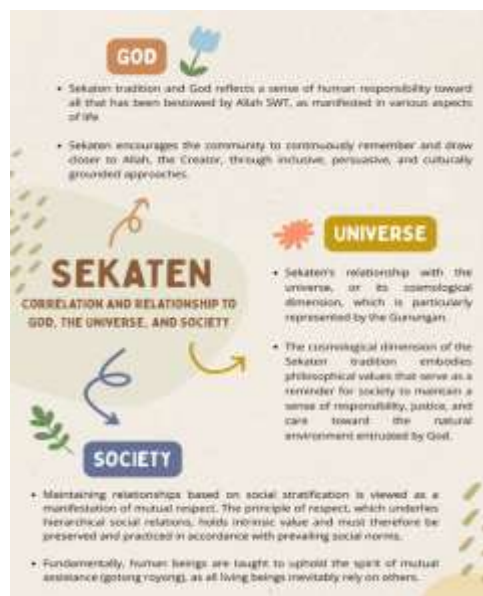 GOD
• Sekaten tradition and God reflects a sense of human responsibility toward
all that has been bestowed by Allah SWT, as manifested in various aspects
of life.
• Sekaten encourages the community to continuously remember and draw
closer to Allah, the Creator, through inclusive, persuasive, and culturally
grounded approaches.
UNIVERSE
SEKATEN
CORRELATION AND RELATIONSHIP TO
GOD, THE UNIVERSE, AND SOCIETY
• Sekaten's relationship with the
universe, or its cosmological
dimension, which is particularly
represented by the Gunungan.
• The cosmological dimension of the
Sekaten tradition embodies
philosophical values that serve as a
reminder for society to maintain a
sense of responsibility, justice, and
care toward the natural
environment entrusted by God.
SOCIETY
• Maintaining relationships based on social stratification is viewed as a
manifestation of mutual respect. The principle of respect, which underlies
hierarchical social relations, holds intrinsic value and must therefore be
preserved and practiced in accordance with prevailing social norms.
• Fundamentally, human beings are taught to uphold the spirit of mutual
assistance (gotong royong), as all living beings inevitably rely on others.